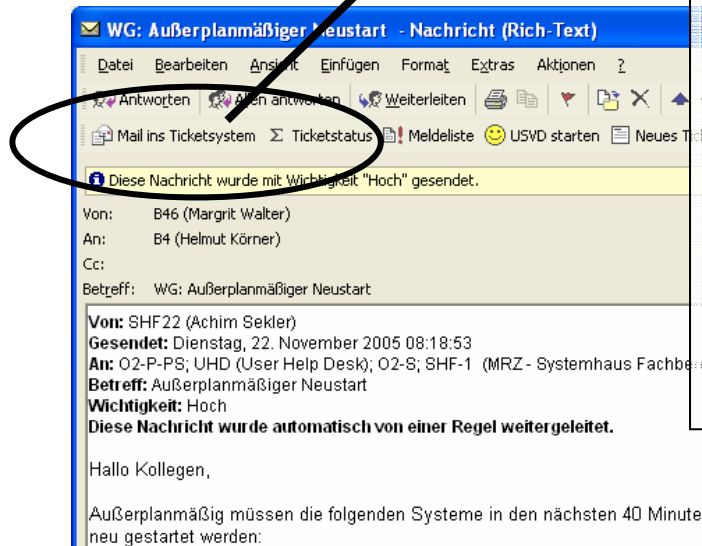 WG: Außerplanmäßiger Neustart - Nachricht (Rich-Text)
Datei Bearbeiten Ansicht Einfügen Format Extras Aktionen ?
Antworten Allen antworten Weiterleiten
Mail ins Ticketsystem Σ Ticketstatus Meldeliste USVD starten Neues
Diese Nachricht wurde mit Wichtigkeit "Hoch" gesendet.
Von: B46 (Margrit Walter)
An: B4 (Helmut Körner)
Cc:
Betreff: WG: Außerplanmäßiger Neustart
Von: SHF22 (Achim Sekler)
Gesendet: Dienstag, 22. November 2005 08:18:53
An: O2-P-PS; UHD (User Help Desk); O2-S; SHF-1 (MRZ - Systemhaus Fachbe
Betreff: Außerplanmäßiger Neustart
Wichtigkeit: Hoch
Diese Nachricht wurde automatisch von einer Regel weitergeleitet.
Hallo Kollegen,
Außerplanmäßig müssen die folgenden Systeme in den nächsten 40 Minute
neu gestartet werden: